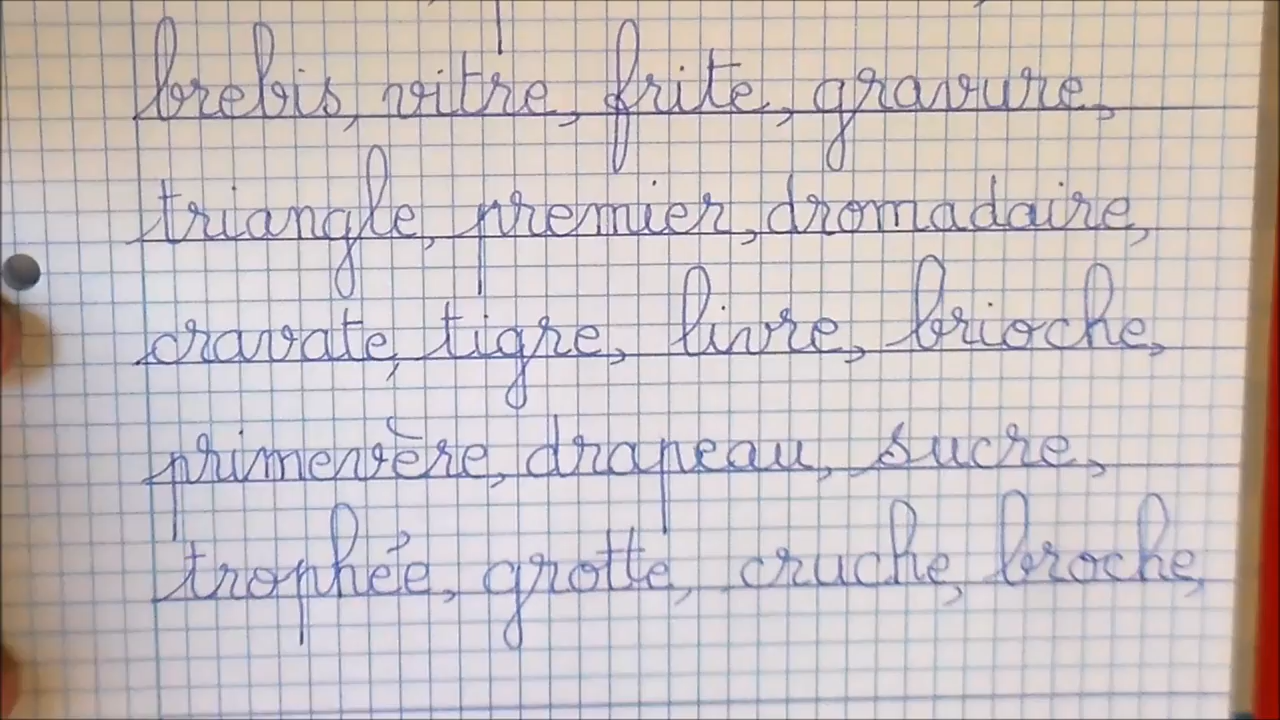 brebis, vitre, frite, gravure,
triangle, premier, dromadaire,
cravate, tigre, livre, brioche,
primevère, drapeau, sucre,
trophée, grotte, cruche, broche,